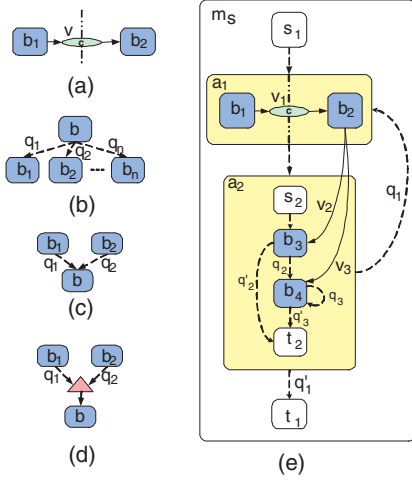 v
b1 c b2
(a)
b
q1 q2 qn
b1 b2 bn
(b)
b1 b2
q1 q2
b
(c)
b1 b2
q1 q2
b
(d)
ms
s1
a1
v1
b1 c b2
a2
s2
v2
q1
b3
q'2 q2 v3
b4
q3
q'3
t2
q'1
t1
(e)